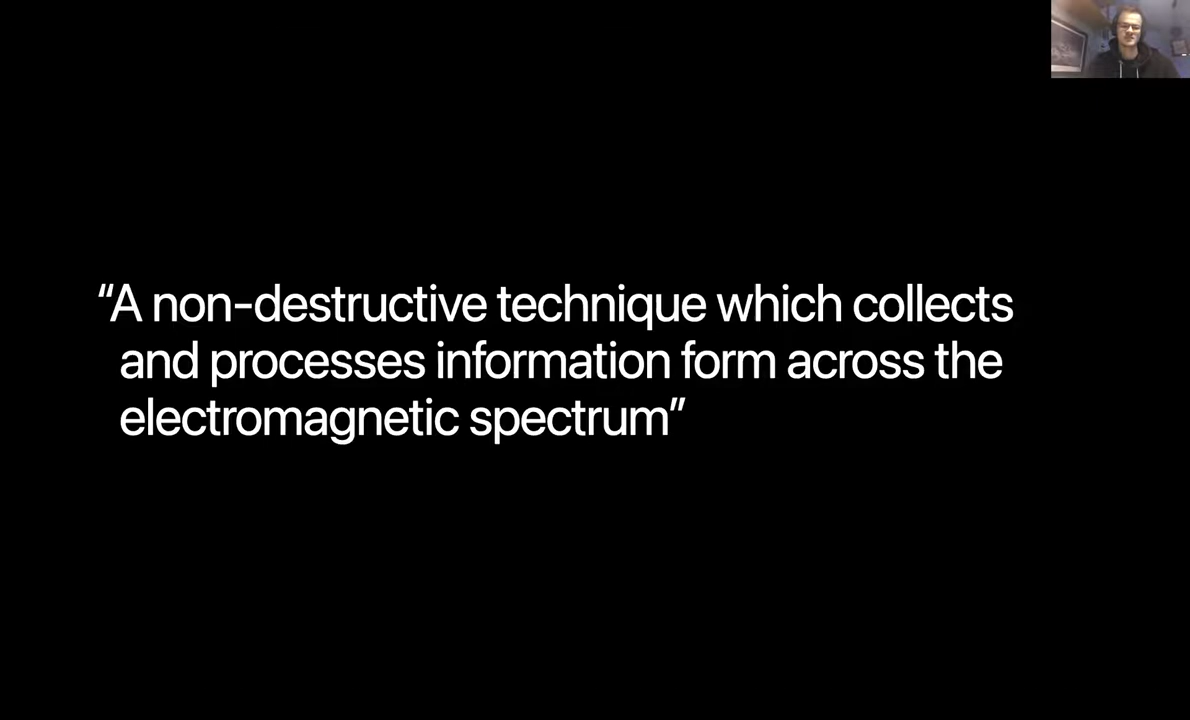 “A non-destructive technique which collects
and processes information form across the
electromagnetic spectrum”